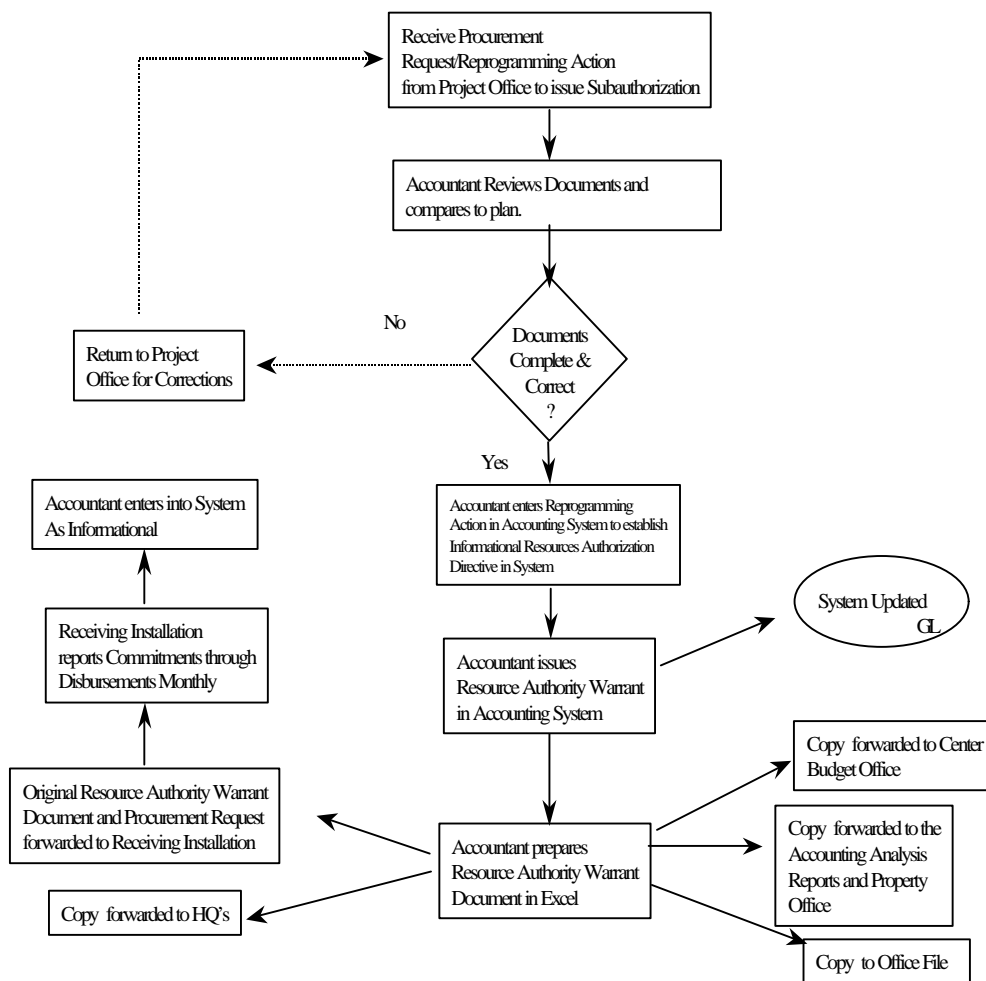 Receive Procurement
Request/Reprogramming Action
from Project Office to issue Subauthorization
Accountant Reviews Documents and
compares to plan.
No
Documents
Complete &
Correct
?
Return to Project
Office for Corrections
Yes
Accountant enters into System
As Informational
Accountant enters Reprogramming
Action in Accounting System to establish
Informational Resources Authorization
Directive in System
System Updated
GL
Receiving Installation
reports Commitments through
Disbursements Monthly
Accountant issues
Resource Authority Warrant
in Accounting System
Copy forwarded to Center
Budget Office
Original Resource Authority Warrant
Document and Procurement Request
forwarded to Receiving Installation
Accountant prepares
Resource Authority Warrant
Document in Excel
Copy forwarded to the
Accounting Analysis
Reports and Property
Office
Copy forwarded to HQ's
Copy to Office File